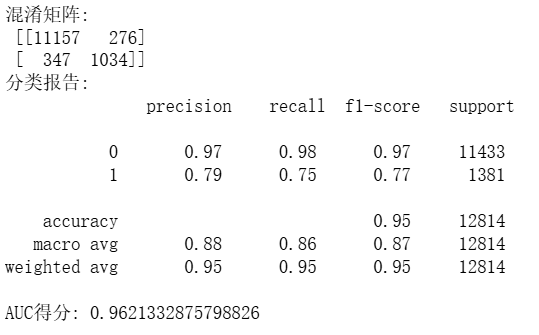 混淆矩阵:
[[11157   276]
[  347  1034]]
分类报告:
precision    recall  f1-score   support
0       0.97      0.98      0.97     11433
1       0.79      0.75      0.77      1381
accuracy                           0.95     12814
macro avg       0.88      0.86      0.87     12814
weighted avg       0.95      0.95      0.95     12814
AUC得分: 0.9621332875798826